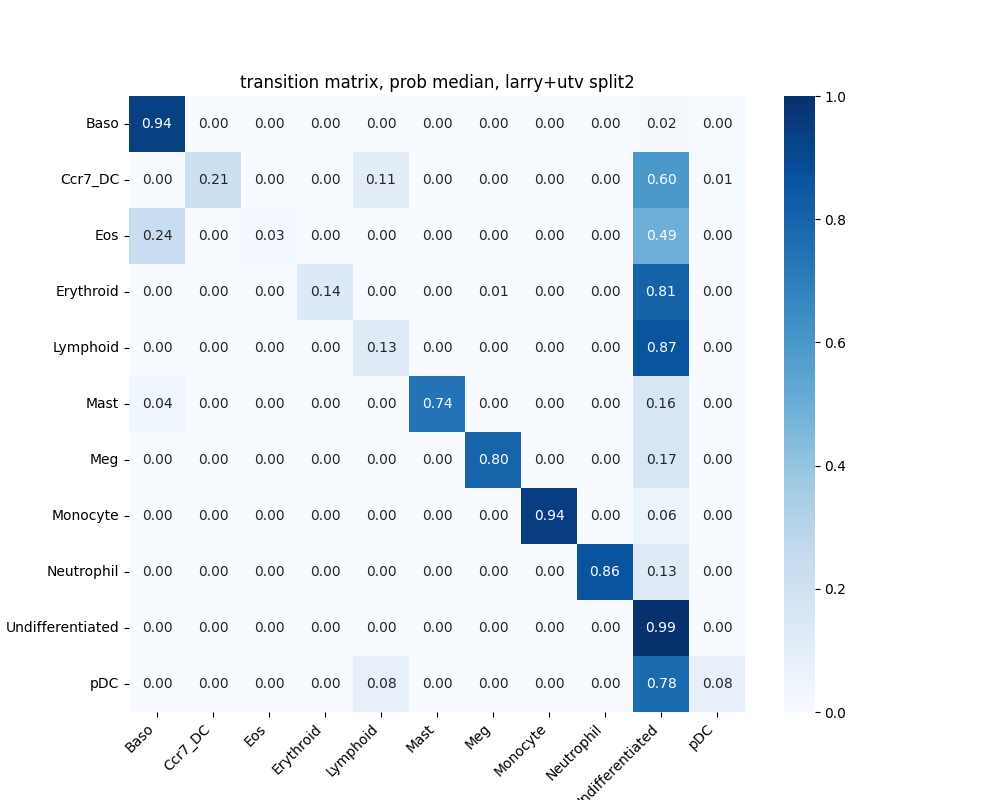 transition matrix, prob median, larry+utv split2
Baso 0.94 0.00 0.00 0.00 0.00 0.00 0.00 0.00 0.00 0.02 0.00
Ccr7_DC 0.00 0.21 0.00 0.00 0.11 0.00 0.00 0.00 0.00 0.60 0.01
Eos 0.24 0.00 0.03 0.00 0.00 0.00 0.00 0.00 0.00 0.49 0.00
Erythroid 0.00 0.00 0.00 0.14 0.00 0.00 0.01 0.00 0.00 0.81 0.00
Lymphoid 0.00 0.00 0.00 0.00 0.13 0.00 0.00 0.00 0.00 0.87 0.00
Mast 0.04 0.00 0.00 0.00 0.00 0.74 0.00 0.00 0.00 0.16 0.00
Meg 0.00 0.00 0.00 0.00 0.00 0.00 0.80 0.00 0.00 0.17 0.00
Monocyte 0.00 0.00 0.00 0.00 0.00 0.00 0.00 0.94 0.00 0.06 0.00
Neutrophil 0.00 0.00 0.00 0.00 0.00 0.00 0.00 0.00 0.86 0.13 0.00
Undifferentiated 0.00 0.00 0.00 0.00 0.00 0.00 0.00 0.00 0.00 0.99 0.00
pDC 0.00 0.00 0.00 0.00 0.08 0.00 0.00 0.00 0.00 0.78 0.08
Baso Ccr7_DC Eos Erythroid Lymphoid Mast Meg Monocyte Neutrophil ndifferentiated pDC
1.0
0.8
0.6
0.4
0.2
0.0